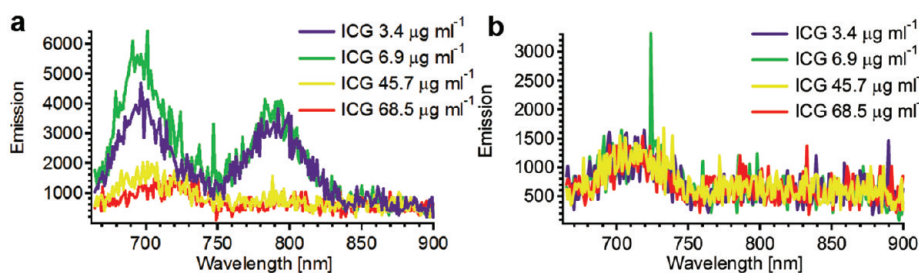 a
ICG 3.4 µg ml⁻¹
ICG 6.9 µg ml⁻¹
ICG 45.7 µg ml⁻¹
ICG 68.5 µg ml⁻¹
Emission
6000
5000
4000
3000
2000
1000
700
750
800
850
900
Wavelength [nm]
b
ICG 3.4 µg ml⁻¹
ICG 6.9 µg ml⁻¹
ICG 45.7 µg ml⁻
ICG 68.5 µg ml⁻
Emission
3000
2500
2000
1500
1000
500
700
750
800
850
900
Wavelength [nm]